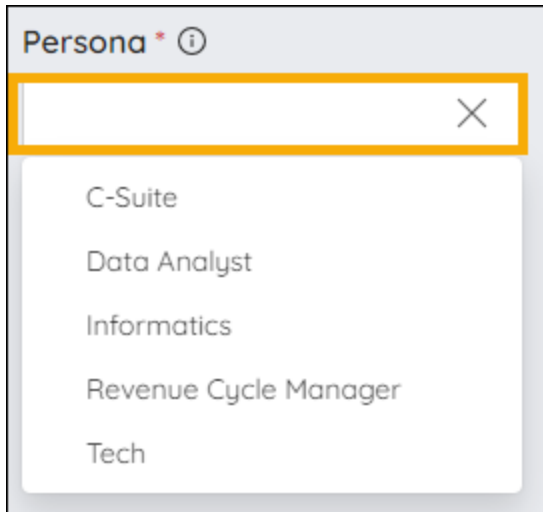 Persona *
C-Suite
Data Analyst
Informatics
Revenue Cycle Manager
Tech